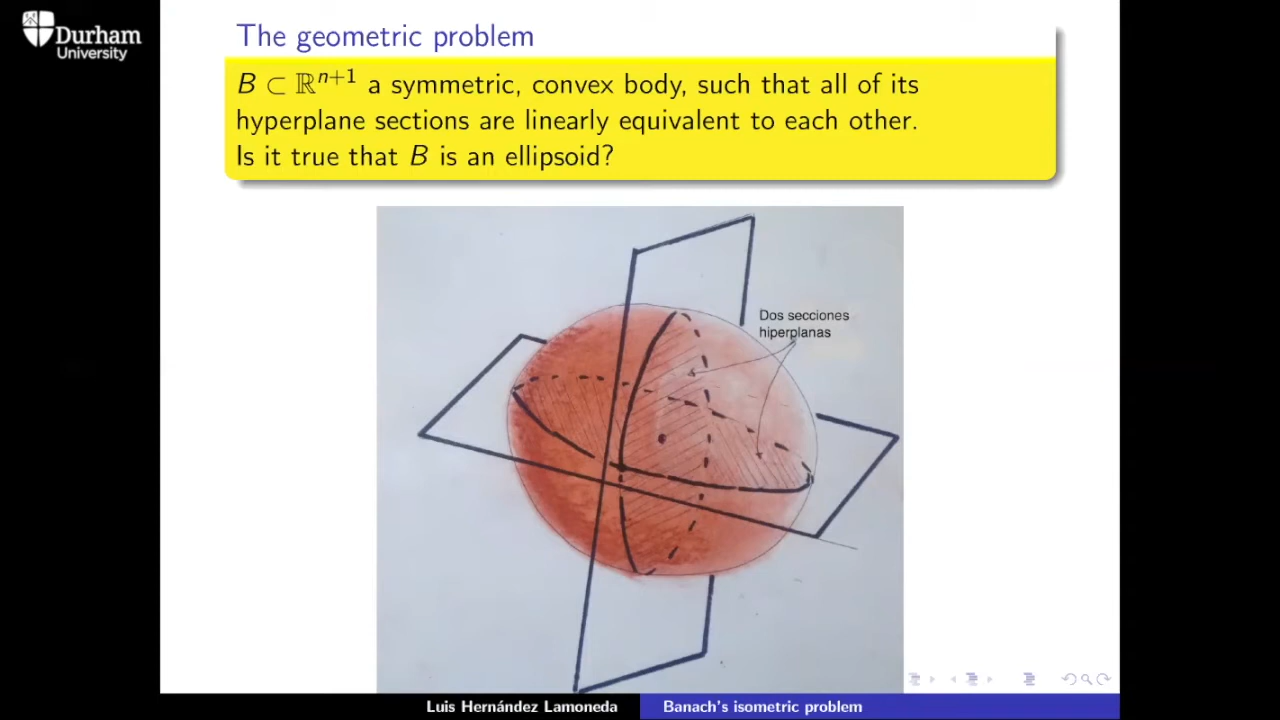 Durham
University
The geometric problem
B ⊂ ℝⁿ⁺¹ a symmetric, convex body, such that all of its
hyperplane sections are linearly equivalent to each other.
Is it true that B is an ellipsoid?
Dos secciones
hiperplanas
Luis Hernández Lamoneda
Banach's isometric problem